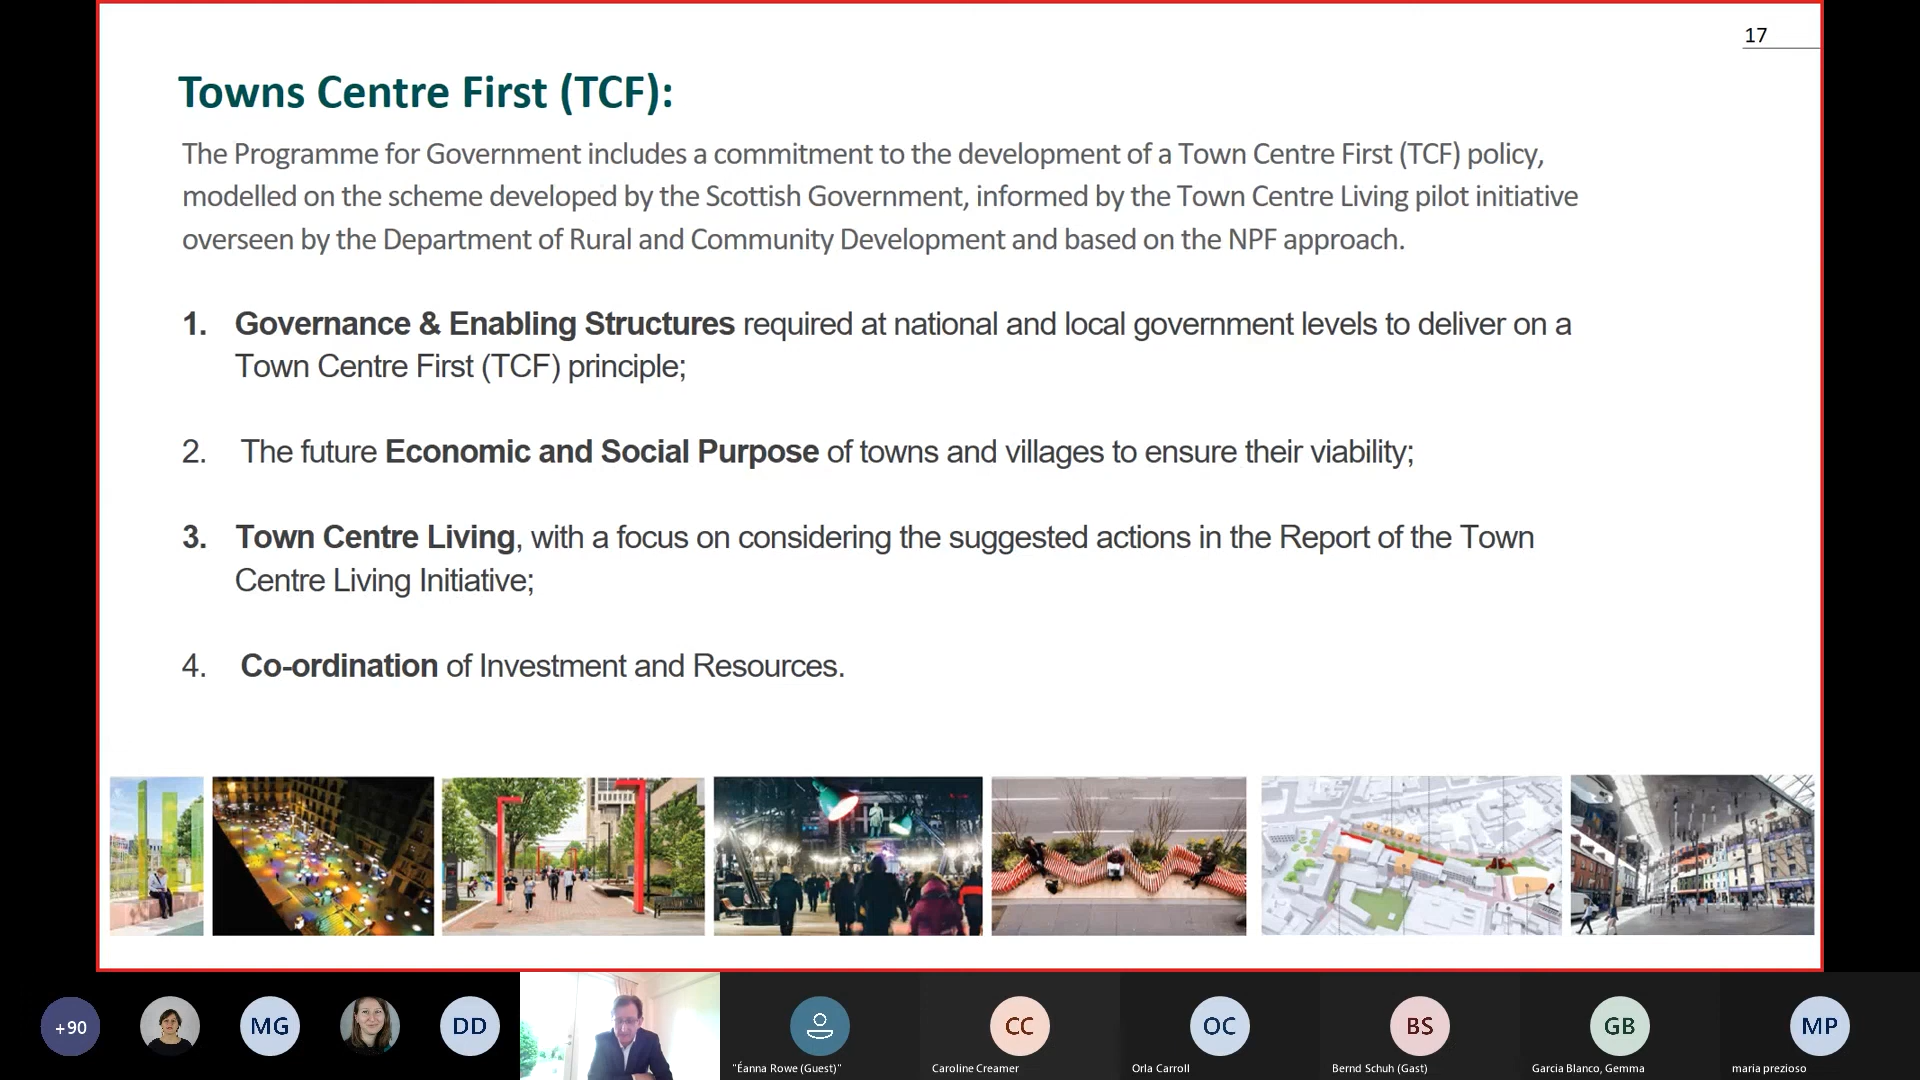 17
Towns Centre First (TCF):
The Programme for Government includes a commitment to the development of a Town Centre First (TCF) policy,
modelled on the scheme developed by the Scottish Government, informed by the Town Centre Living pilot initiative
overseen by the Department of Rural and Community Development and based on the NPF approach.
1. Governance & Enabling Structures required at national and local government levels to deliver on a
Town Centre First (TCF) principle;
2. The future Economic and Social Purpose of towns and villages to ensure their viability;
3. Town Centre Living, with a focus on considering the suggested actions in the Report of the Town
Centre Living Initiative;
4. Co-ordination of Investment and Resources.
+90
MG
DD
CC
OC
BS
GB
MP
"Éanna Rowe (Guest)"
Caroline Creamer
Orla Carroll
Bernd Schuh (Gast)
Garcia Blanco, Gemma
maria prezioso